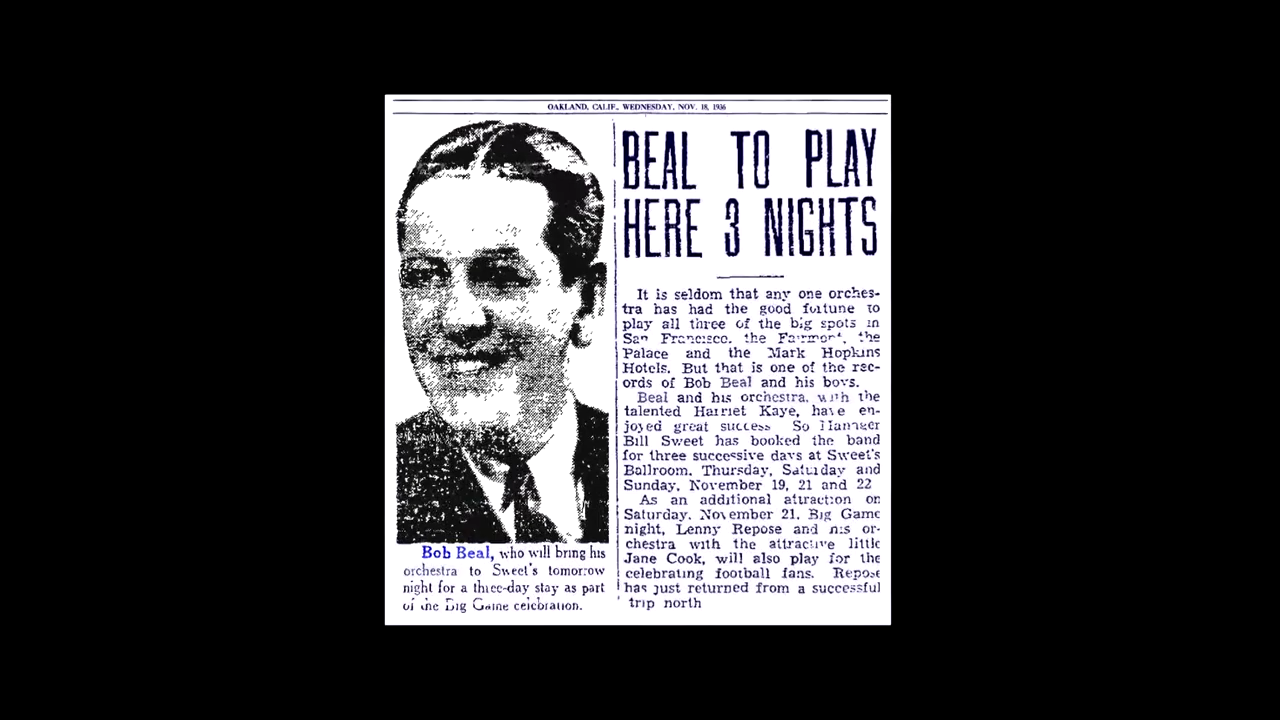 OAKLAND, CALIF., WEDNESDAY, NOV. 18, 1936
BEAL TO PLAY
HERE 3 NIGHTS
It is seldom that any one orches-
tra has had the good fortune to
play all three of the big spots in
San Francisco, the Fairmont, the
Palace and the Mark Hopkins
Hotels. But that is one of the rec-
ords of Bob Beal and his boys.
Beal and his orchestra, with the
talented Harriet Kaye, have en-
joyed great success. So Manager
Bill Sweet has booked the band
for three successive days at Sweet's
Ballroom, Thursday, Saturday and
Sunday, November 19, 21 and 22
As an additional attraction on
Saturday, November 21, Big Game
night, Lenny Repose and his or-
chestra with the attractive little
Jane Cook, will also play for the
celebrating football fans. Repose
has just returned from a successful
trip north
Bob Beal, who will bring his
orchestra to Sweet's tomorrow
night for a three-day stay as part
of the Big Game celebration.